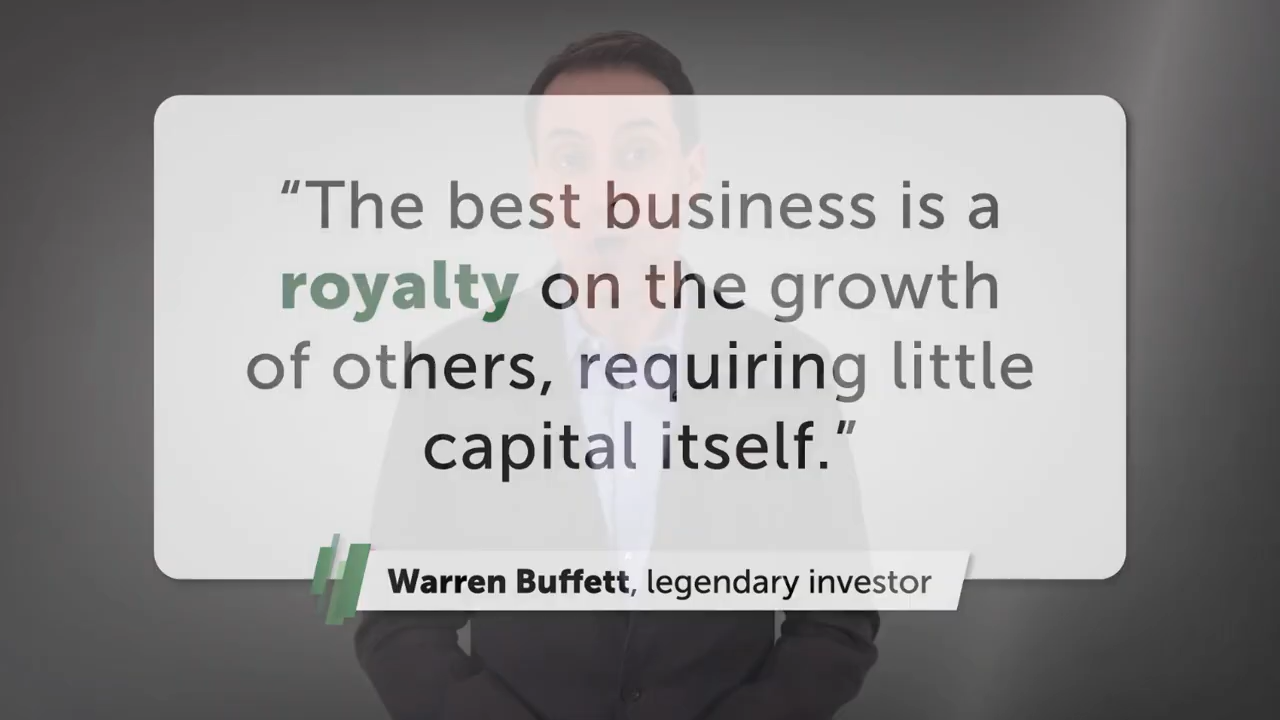 “The best business is a
royalty on the growth
of others, requiring little
capital itself.”
Warren Buffett, legendary investor